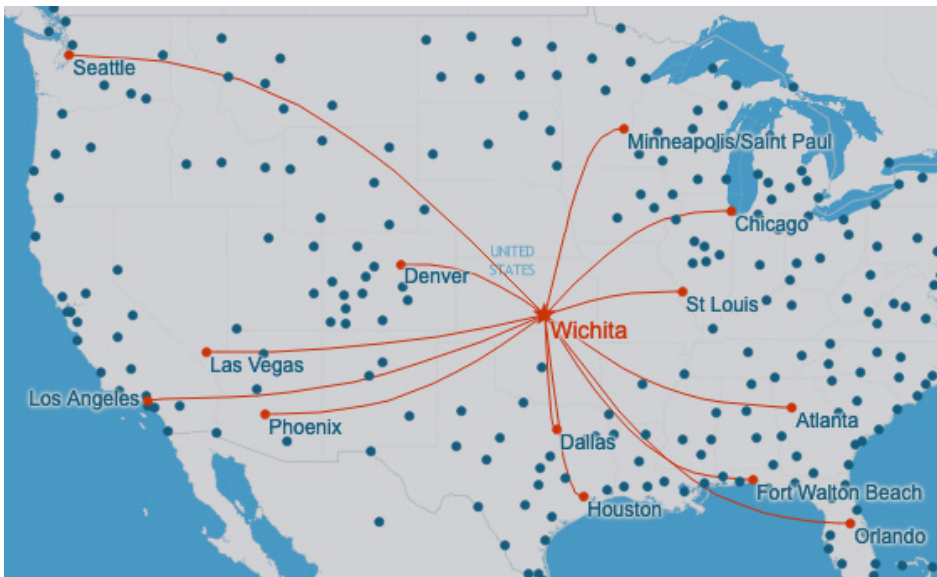 Seattle
Minneapolis/Saint Paul
Chicago
UNITED
STATES
Denver
St Louis
Wichita
Las Vegas
Los Angeles
Phoenix
Atlanta
Dallas
Fort Walton Beach
Houston
Orlando